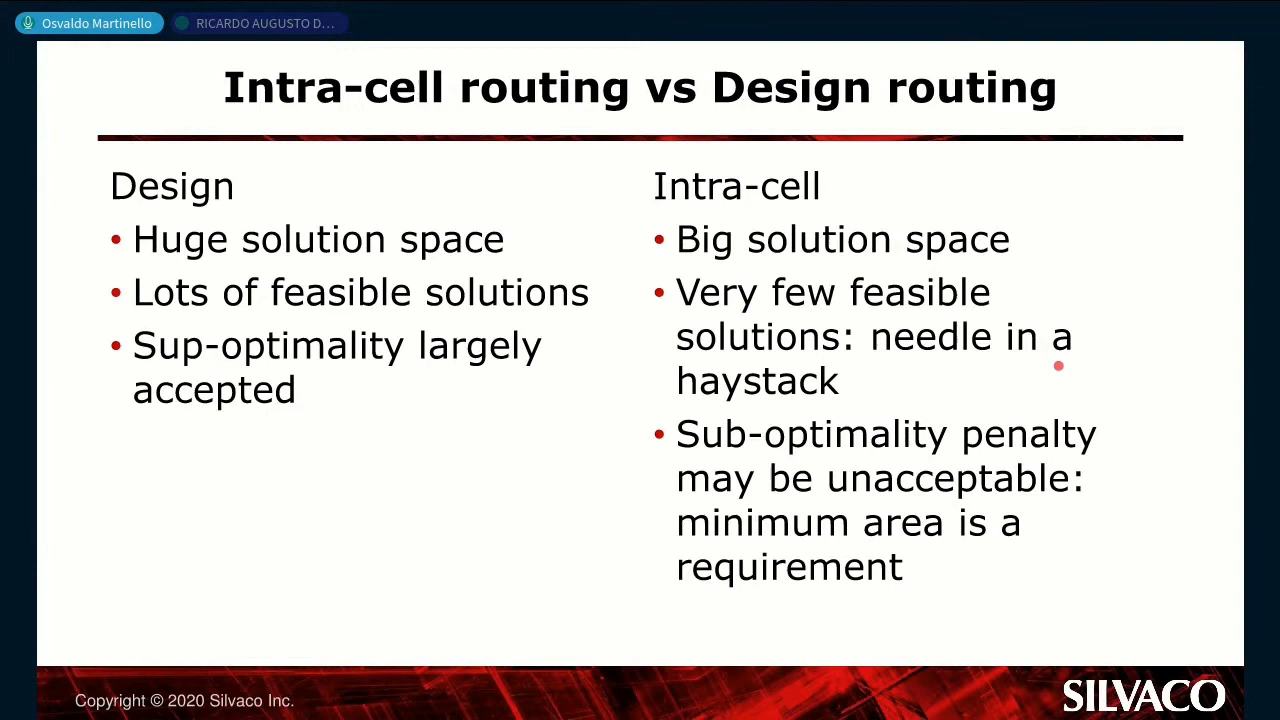 Osvaldo Martinello
RICARDO AUGUSTO D...
Intra-cell routing vs Design routing
Design
• Huge solution space
• Lots of feasible solutions
• Sup-optimality largely
accepted
Intra-cell
• Big solution space
• Very few feasible
solutions: needle in a
haystack
• Sub-optimality penalty
may be unacceptable:
minimum area is a
requirement
Copyright © 2020 Silvaco Inc.
SILVACO